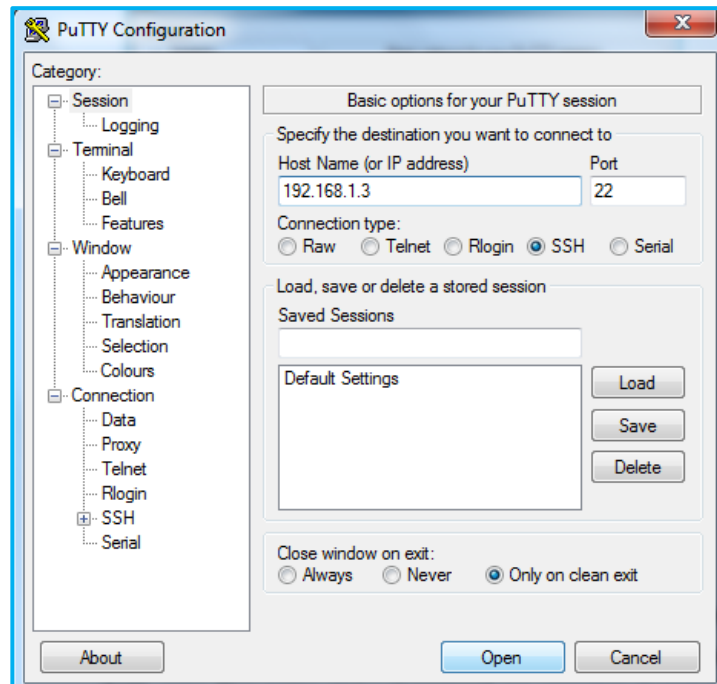 PuTTY Configuration
Category:
Session
Logging
Terminal
Keyboard
Bell
Features
Window
Appearance
Behaviour
Translation
Selection
Colours
Connection
Data
Proxy
Telnet
Rlogin
SSH
Serial
Basic options for your PuTTY session
Specify the destination you want to connect to
Host Name (or IP address) Port
192.168.1.3 22
Connection type:
Raw Telnet Rlogin SSH Serial
Load, save or delete a stored session
Saved Sessions
Default Settings
Load
Save
Delete
Close window on exit:
Always Never Only on clean exit
About Open Cancel